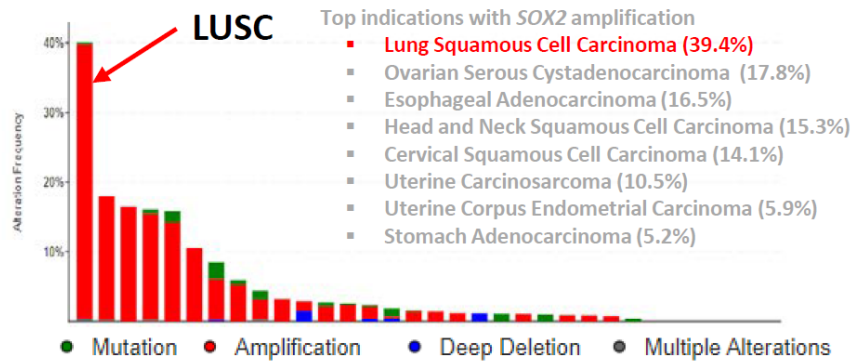 LUSC
Top indications with SOX2 amplification
▪ Lung Squamous Cell Carcinoma (39.4%)
▪ Ovarian Serous Cystadenocarcinoma (17.8%)
▪ Esophageal Adenocarcinoma (16.5%)
▪ Head and Neck Squamous Cell Carcinoma (15.3%)
▪ Cervical Squamous Cell Carcinoma (14.1%)
▪ Uterine Carcinosarcoma (10.5%)
▪ Uterine Corpus Endometrial Carcinoma (5.9%)
▪ Stomach Adenocarcinoma (5.2%)
Alteration Frequency
40%
30%
20%
10%
Mutation Amplification Deep Deletion Multiple Alterations